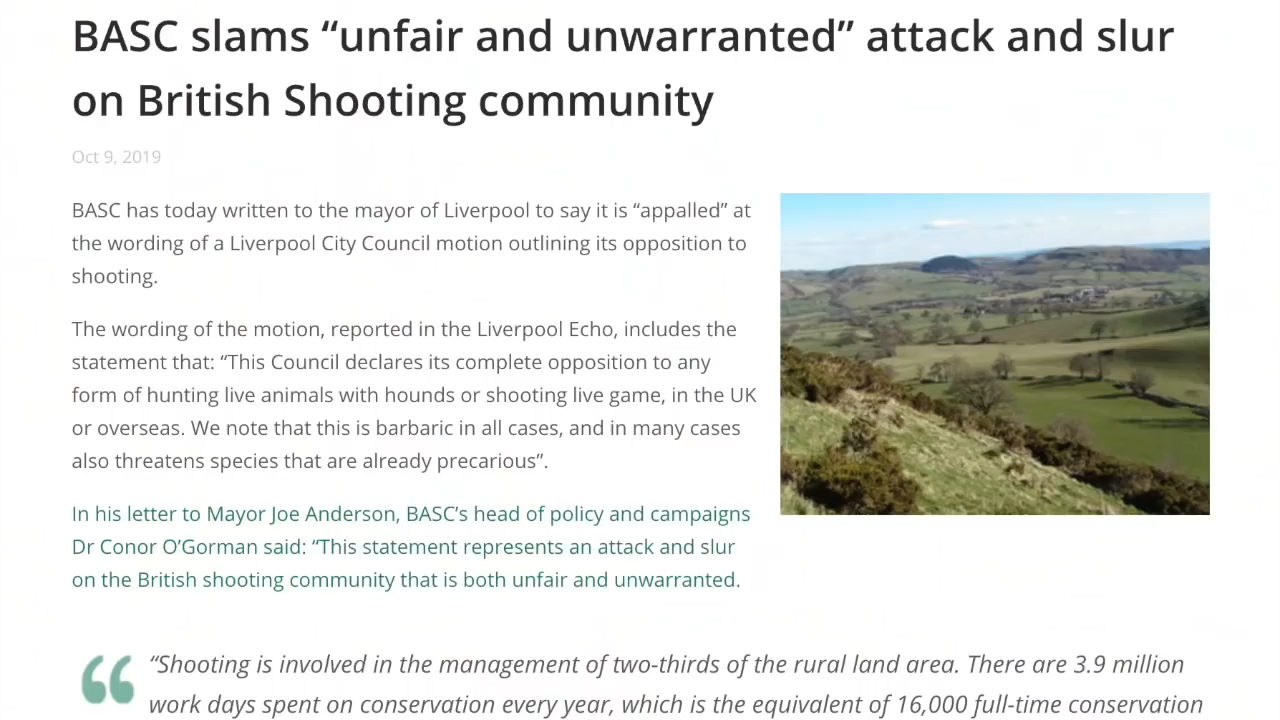 BASC slams “unfair and unwarranted” attack and slur
on British Shooting community
Oct 9, 2019
BASC has today written to the mayor of Liverpool to say it is “appalled” at
the wording of a Liverpool City Council motion outlining its opposition to
shooting.
The wording of the motion, reported in the Liverpool Echo, includes the
statement that: “This Council declares its complete opposition to any
form of hunting live animals with hounds or shooting live game, in the UK
or overseas. We note that this is barbaric in all cases, and in many cases
also threatens species that are already precarious”.
In his letter to Mayor Joe Anderson, BASC’s head of policy and campaigns
Dr Conor O’Gorman said: “This statement represents an attack and slur
on the British shooting community that is both unfair and unwarranted.
“Shooting is involved in the management of two-thirds of the rural land area. There are 3.9 million
work days spent on conservation every year, which is the equivalent of 16,000 full-time conservation